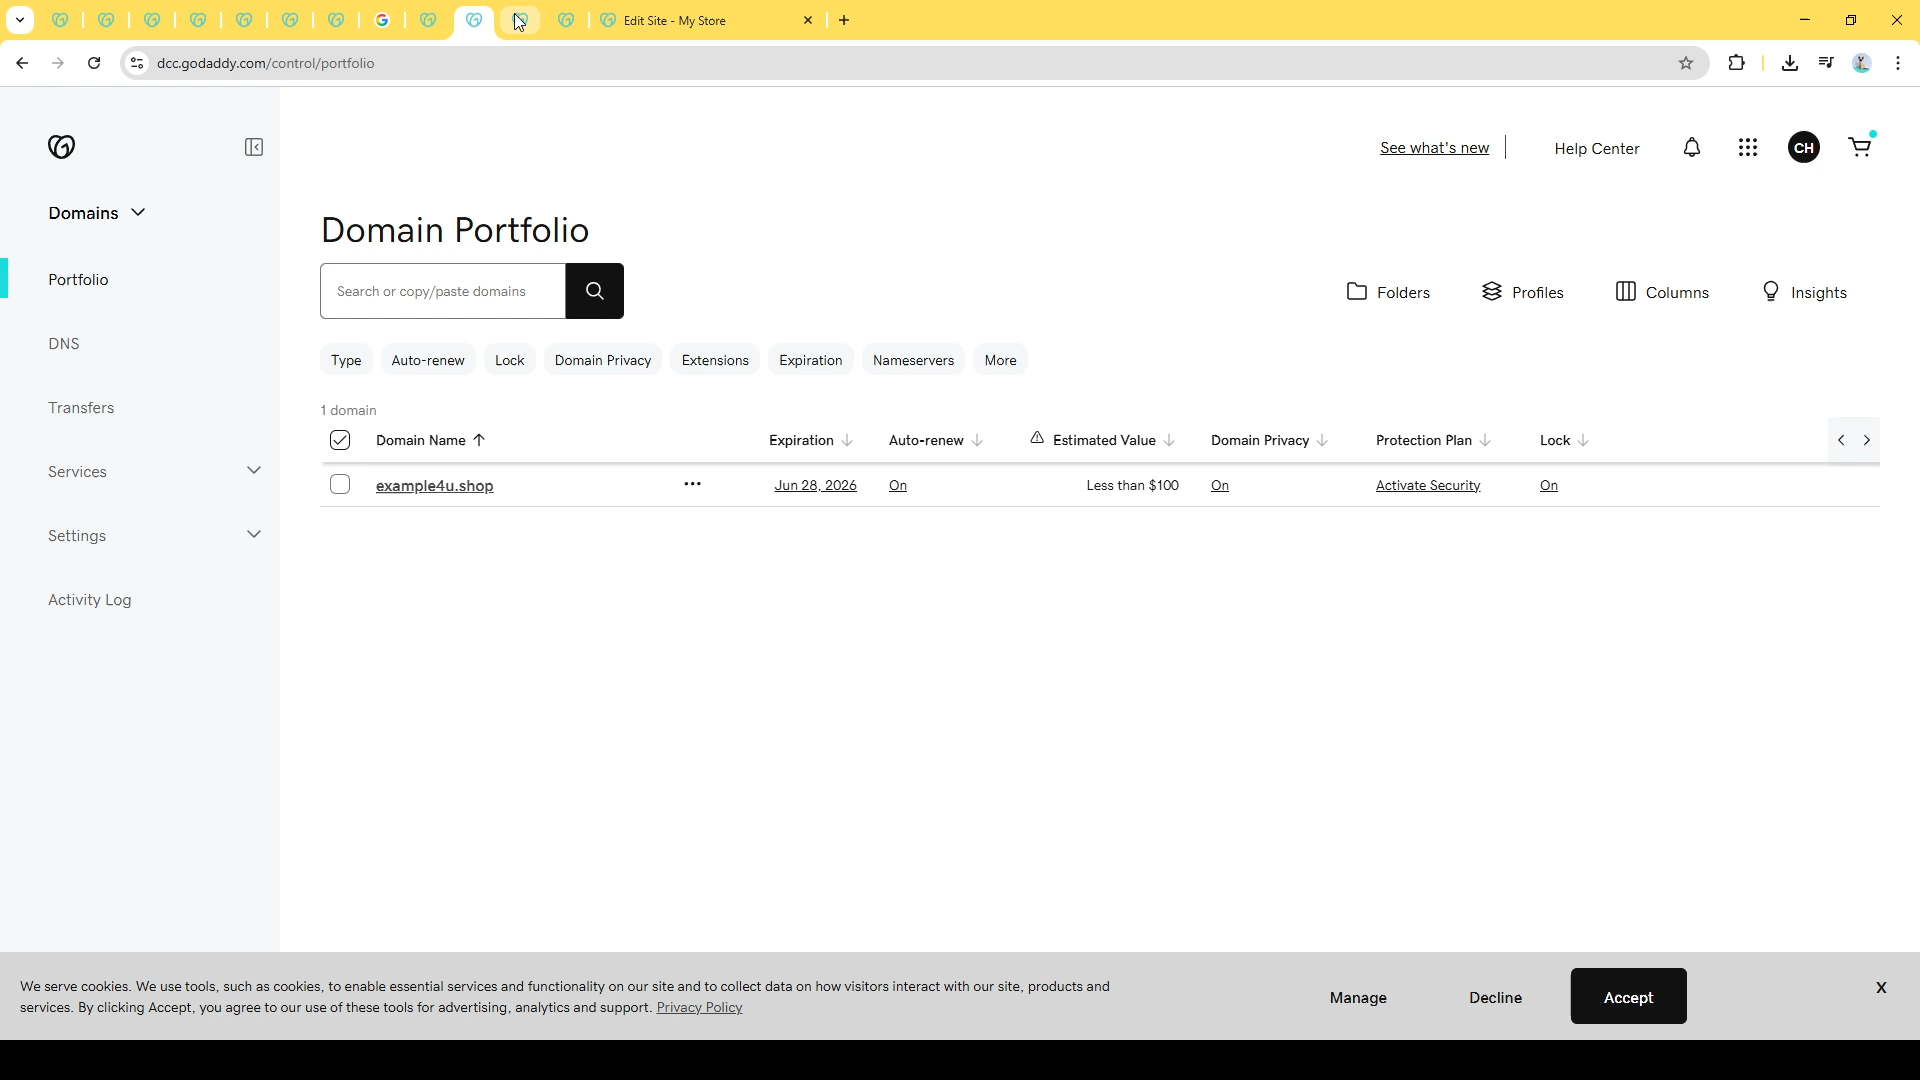 Edit Site - My Store
dcc.godaddy.com/control/portfolio
See what's new
Help Center
CH
Domains
Portfolio
DNS
Transfers
Services
Settings
Activity Log
Domain Portfolio
Search or copy/paste domains
Folders
Profiles
Columns
Insights
Type
Auto-renew
Lock
Domain Privacy
Extensions
Expiration
Nameservers
More
1 domain
Domain Name Expiration Auto-renew Estimated Value Domain Privacy Protection Plan Lock
example4u.shop Jun 28, 2026 On Less than $100 On Activate Security On
We serve cookies. We use tools, such as cookies, to enable essential services and functionality on our site and to collect data on how visitors interact with our site, products and
services. By clicking Accept, you agree to our use of these tools for advertising, analytics and support. Privacy Policy
Manage
Decline
Accept
X